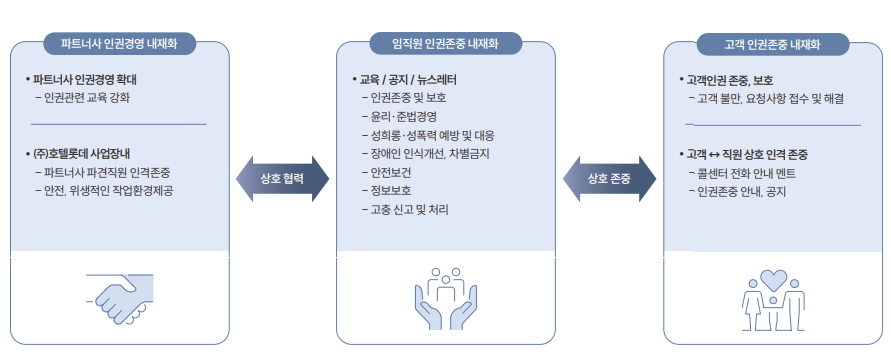 파트너사 인권경영 내재화
• 파트너사 인권경영 확대
– 인권관련 교육 강화
• (주)호텔롯데 사업장내
– 파트너사 파견직원 인격존중
– 안전, 위생적인 작업환경제공
상호 협력
임직원 인권존중 내재화
• 교육 / 공지 / 뉴스레터
– 인권존중 및 보호
– 윤리·준법경영
– 성희롱·성폭력 예방 및 대응
– 장애인 인식개선, 차별금지
– 안전보건
– 정보보호
– 고충 신고 및 처리
상호 존중
고객 인권존중 내재화
• 고객인권 존중, 보호
– 고객 불만, 요청사항 접수 및 해결
• 고객 ↔ 직원 상호 인격 존중
– 콜센터 전화 안내 멘트
– 인권존중 안내, 공지